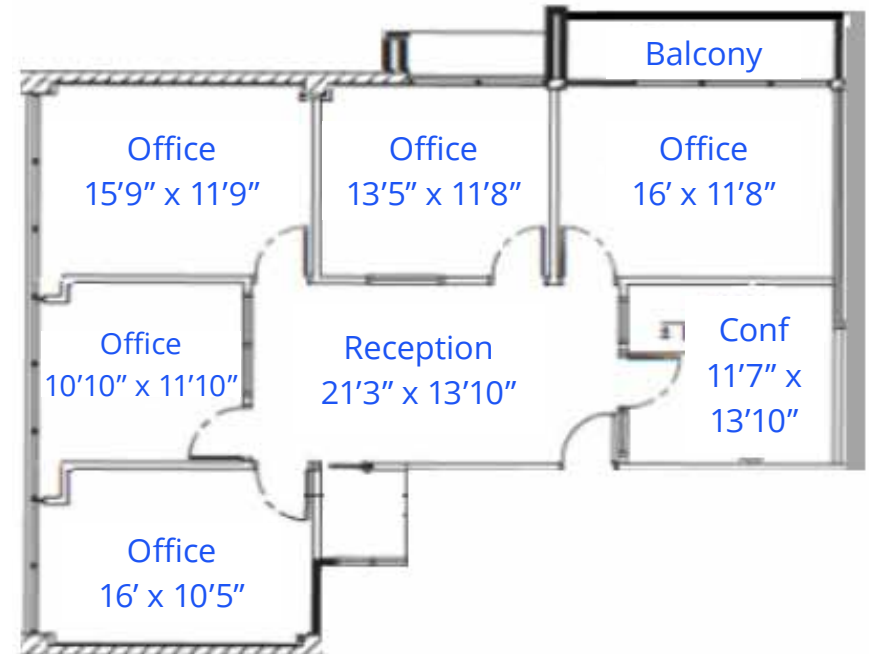 Balcony
Office
15’9” x 11’9”
Office
13’5” x 11’8”
Office
16’ x 11’8”
Office
10’10” x 11’10”
Reception
21’3” x 13’10”
Conf
11’7” x
13’10”
Office
16’ x 10’5”